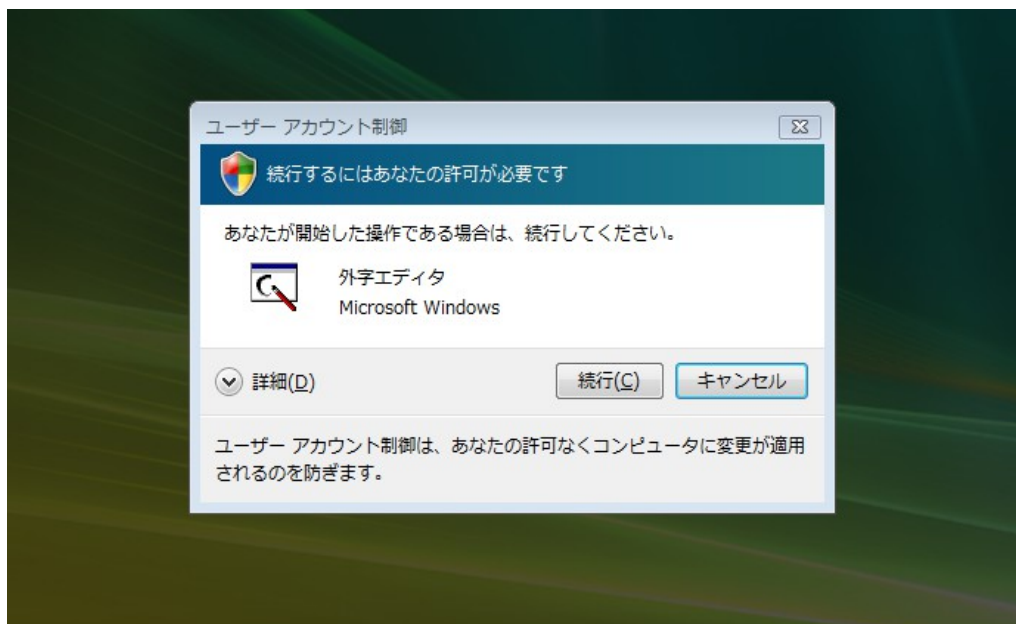 ユーザー アカウント制御
続行するにはあなたの許可が必要です
あなたが開始した操作である場合は、続行してください。
外字エディタ
Microsoft Windows
詳細(D)
続行(C)
キャンセル
ユーザー アカウント制御は、あなたの許可なくコンピュータに変更が適用
されるのを防ぎます。